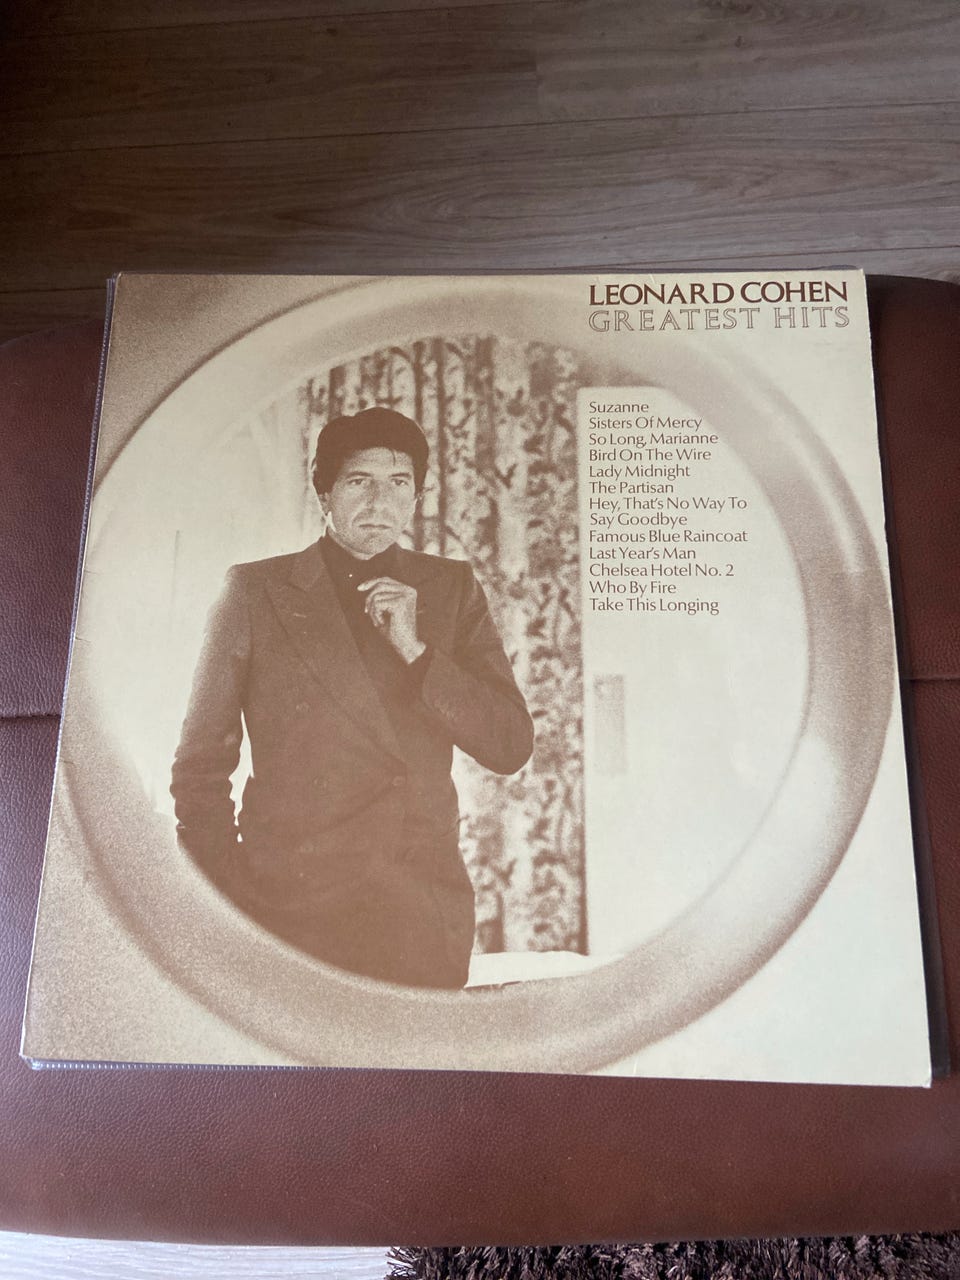 LEONARD COHEN
GREATEST HITS
Suzanne
Sisters Of Mercy
So Long, Marianne
Bird On The Wire
Lady Midnight
The Partisan
Hey, That's No Way To
Say Goodbye
Famous Blue Raincoat
Last Year's Man
Chelsea Hotel No. 2
Who By Fire
Take This Longing